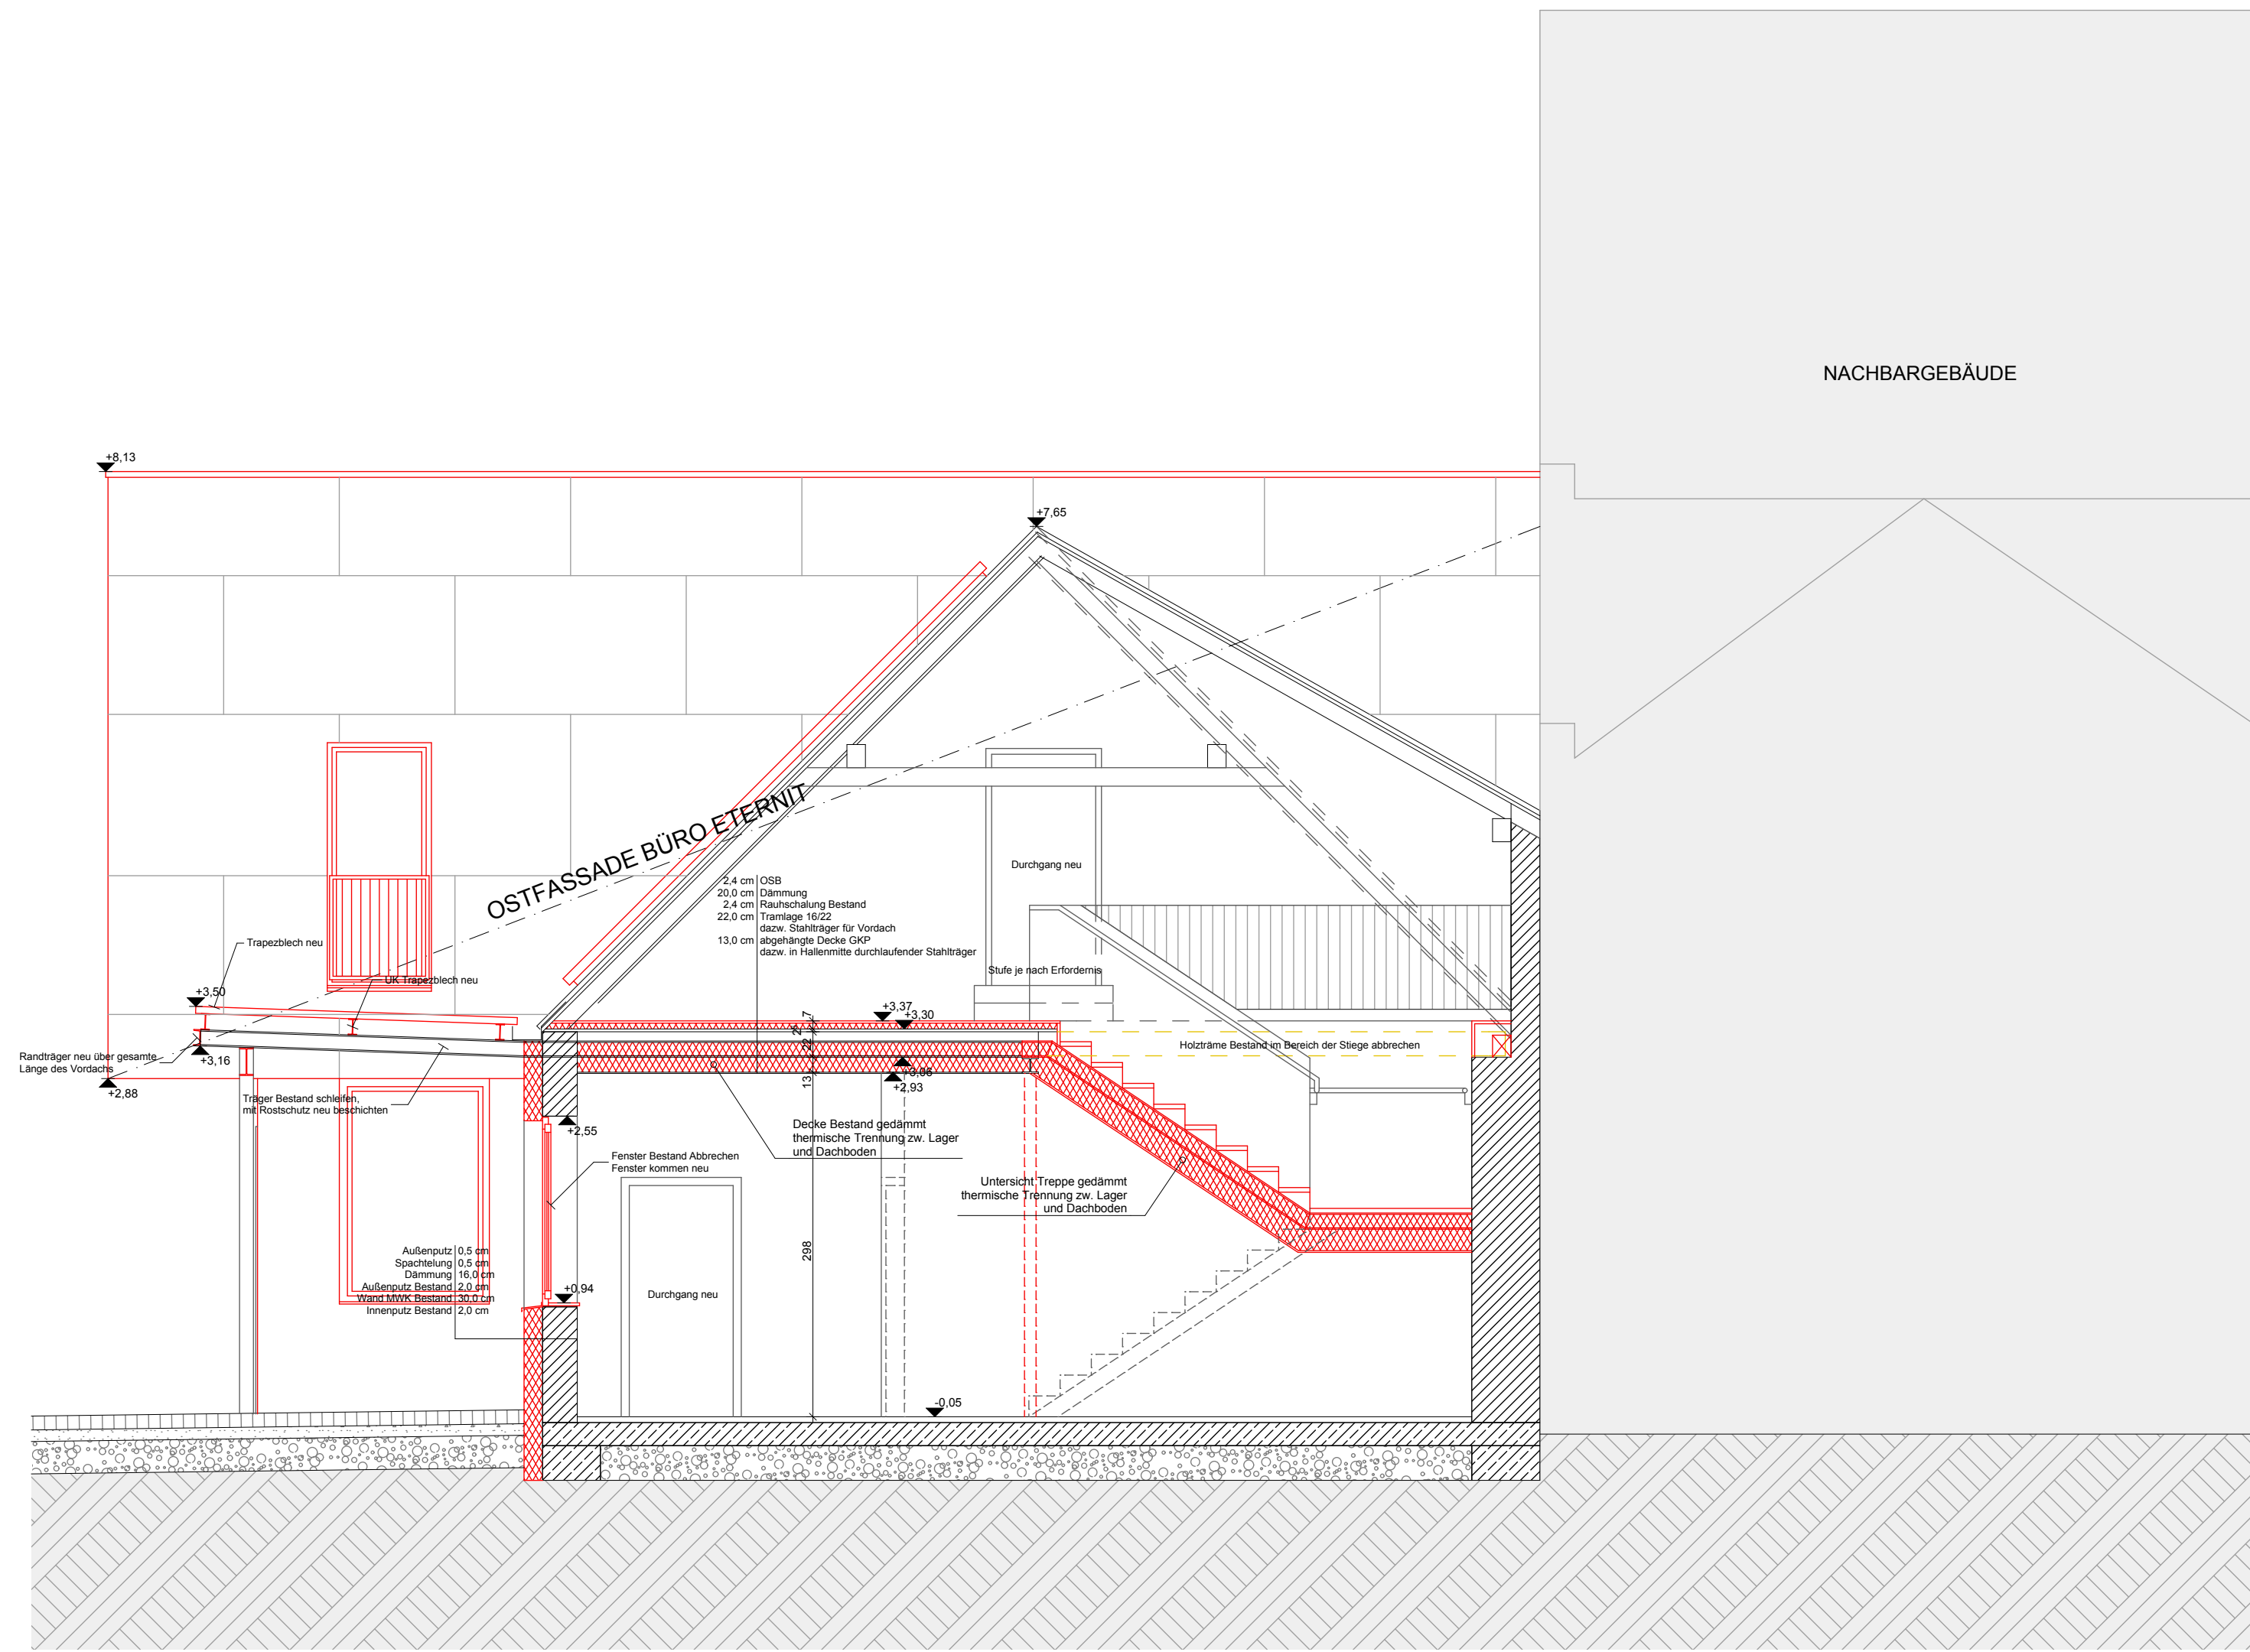 NACHBARGEBÄUDE
+8,13
+7,65
OSTFASSADE BÜRO ETERNIT
Durchgang neu
2,4 cm OSB
20,0 cm Dämmung
2,4 cm Rauhschalung Bestand
22,0 cm Tramlage 16/22
dazw. Stahlträger für Vordach
13,0 cm abgehängte Decke GKP
dazw. in Hallenmitte durchlaufender Stahlträger
Trapezblech neu
UK Trapezblech neu
Stufe je nach Erfordernis
+3,50
+3,37
+3,30
7
2
22
13
298
Holzträme Bestand im Bereich der Stiege abbrechen
Randträger neu über gesamte
Länge des Vordachs
+3,16
+3,06
+2,93
+2,88
Träger Bestand schleifen,
mit Rostschutz neu beschichten
+2,55
Decke Bestand gedämmt
thermische Trennung zw. Lager
und Dachboden
Fenster Bestand Abbrechen
Fenster kommen neu
Untersicht Treppe gedämmt
thermische Trennung zw. Lager
und Dachboden
Außenputz 0,5 cm
Spachtelung 0,5 cm
Dämmung 16,0 cm
Außenputz Bestand 2,0 cm
Wand MWK Bestand 30,0 cm
Innenputz Bestand 2,0 cm
+0,94
Durchgang neu
-0,05